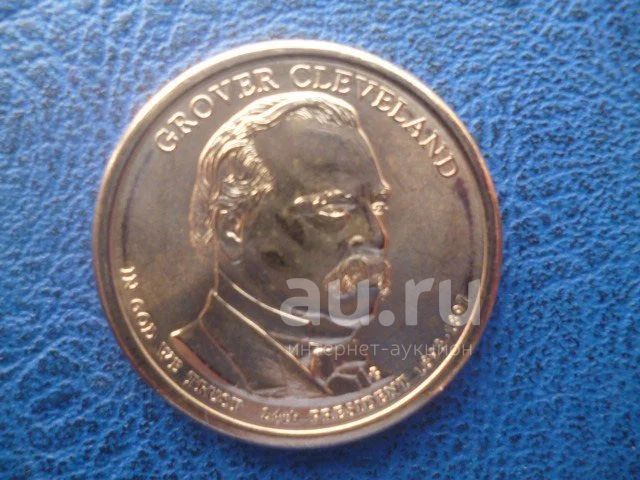 GROVER CLEVELAND
IN GOD WE TRUST
PRESIDENT
au.ru
интернет-аукцион